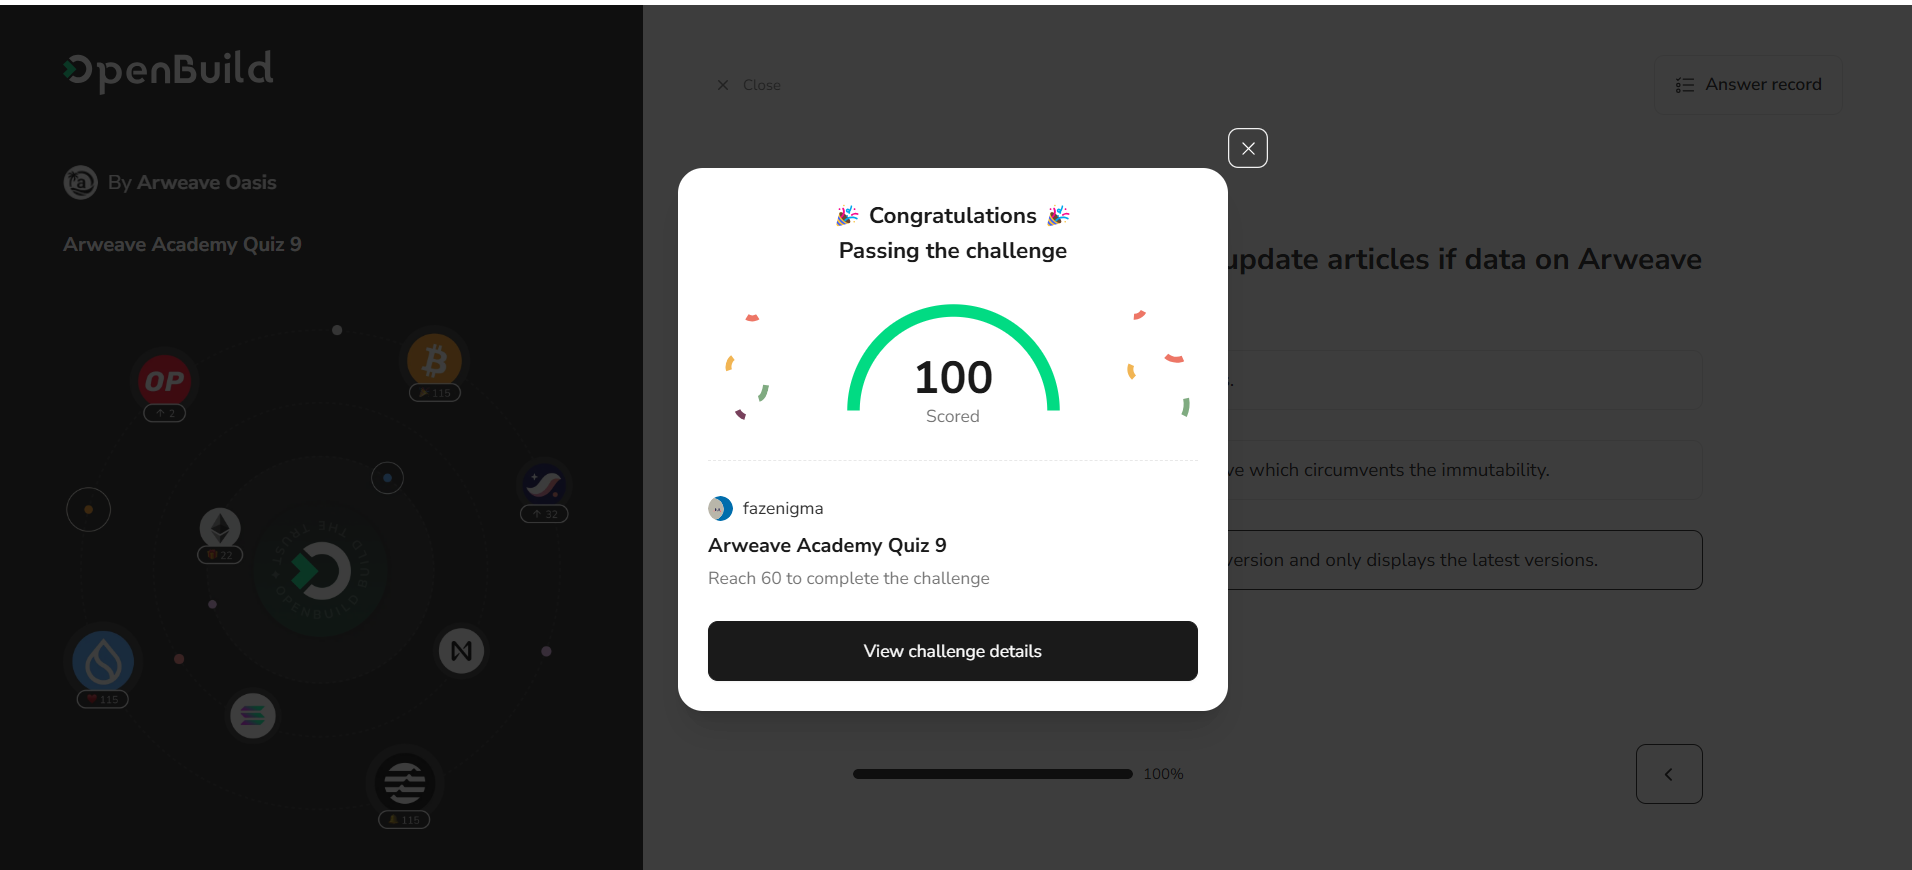 OpenBuild
Close
Answer record
By Arweave Oasis
Arweave Academy Quiz 9
🎉 Congratulations 🎉
Passing the challenge
update articles if data on Arweave
100
Scored
which circumvents the immutability.
version and only displays the latest versions.
fazenigma
Arweave Academy Quiz 9
Reach 60 to complete the challenge
View challenge details
100%
OP
2
115
32
22
115
115